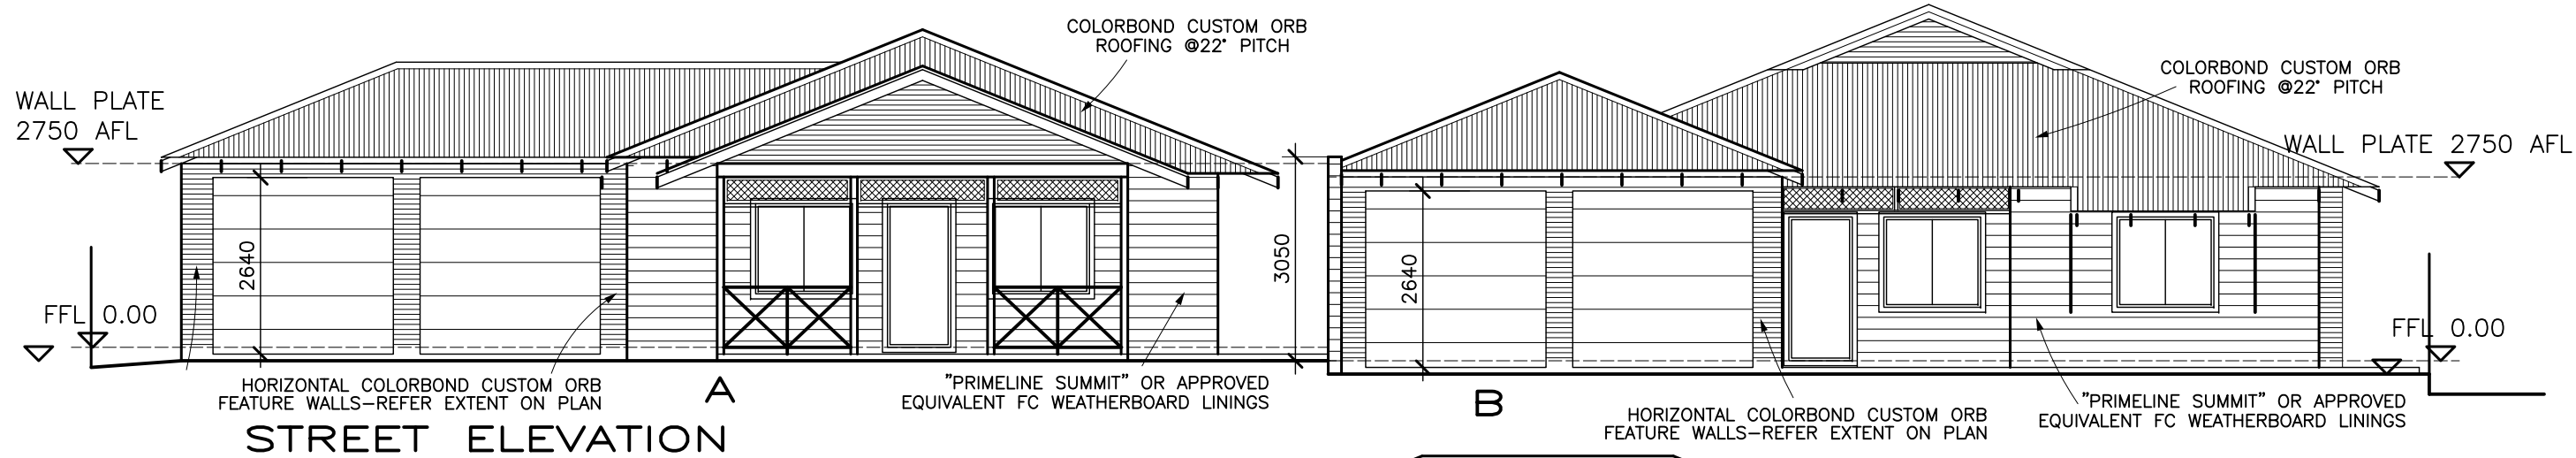 COLORBOND CUSTOM ORB
ROOFING @22° PITCH
COLORBOND CUSTOM ORB
ROOFING @22° PITCH
WALL PLATE
2750 AFL
WALL PLATE 2750 AFL
2640
3050
2640
FFL 0.00
FFL 0.00
HORIZONTAL COLORBOND CUSTOM ORB
FEATURE WALLS-REFER EXTENT ON PLAN
A
"PRIMELINE SUMMIT" OR APPROVED
EQUIVALENT FC WEATHERBOARD LININGS
B
HORIZONTAL COLORBOND CUSTOM ORB
FEATURE WALLS-REFER EXTENT ON PLAN
"PRIMELINE SUMMIT" OR APPROVED
EQUIVALENT FC WEATHERBOARD LININGS
STREET ELEVATION